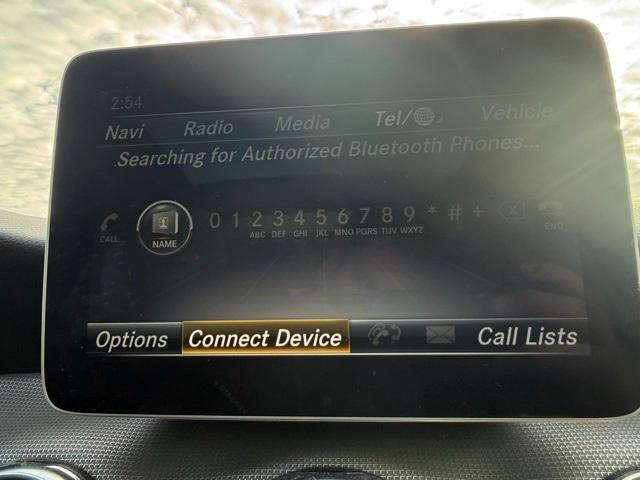 2:54
Navi Radio Media Tel/ Vehicle
Searching for Authorized Bluetooth Phones...
0 1 2 3 4 5 6 7 8 9 * # +
ABC DEF GHI JKL MNO PQRS TUV WXYZ
CALL NAME END
Options Connect Device Call Lists